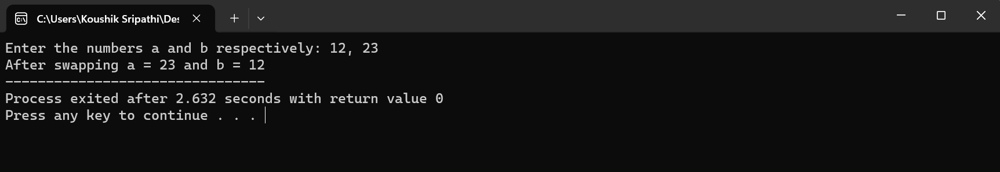 C:\Users\Koushik Sripathi\Des
Enter the numbers a and b respectively: 12, 23
After swapping a = 23 and b = 12
--------------------------------
Process exited after 2.632 seconds with return value 0
Press any key to continue . . .